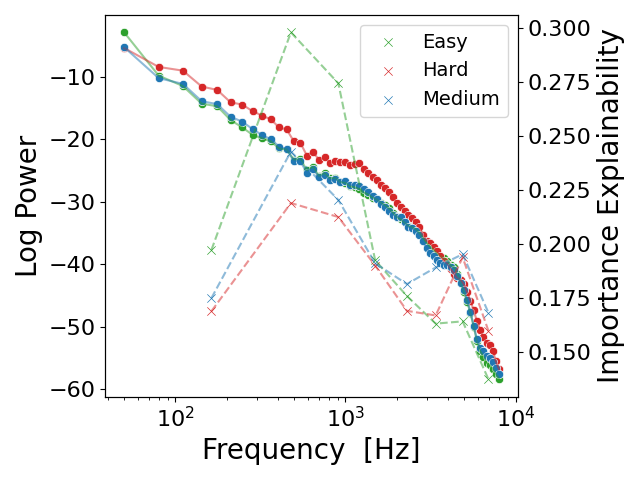 Easy
Hard
Medium
Log Power
−10
−20
−30
−40
−50
−60
0.300
0.275
0.250
0.225
0.200
0.175
0.150
Importance Explainability
10²
10³
10⁴
Frequency [Hz]